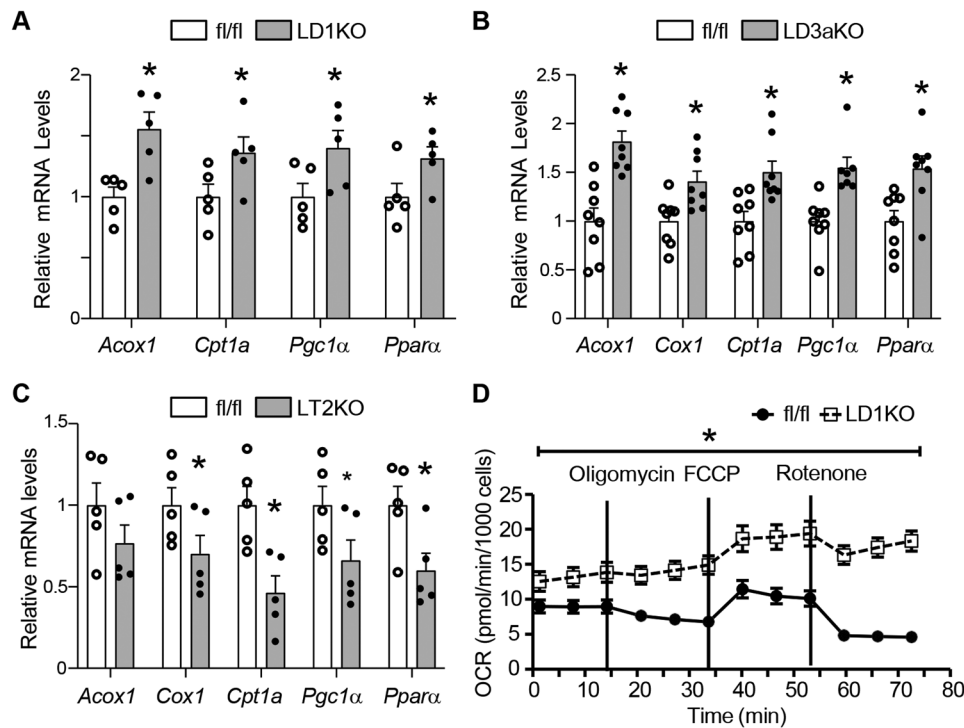 A
fl/fl LD1KO
Relative mRNA Levels
2
1
0
* * * *
Acox1 Cpt1a Pgc1α Pparα
B
fl/fl LD3aKO
Relative mRNA Levels
2.5
2
1.5
1
0.5
0
* * * * *
Acox1 Cox1 Cpt1a Pgc1α Pparα
C
fl/fl LT2KO
Relative mRNA levels
1.5
1
0.5
0
* * * *
Acox1 Cox1 Cpt1a Pgc1α Pparα
D
fl/fl LD1KO
*
Oligomycin FCCP Rotenone
OCR (pmol/min/1000 cells)
25
20
15
10
5
0
0 10 20 30 40 50 60 70 80
Time (min)